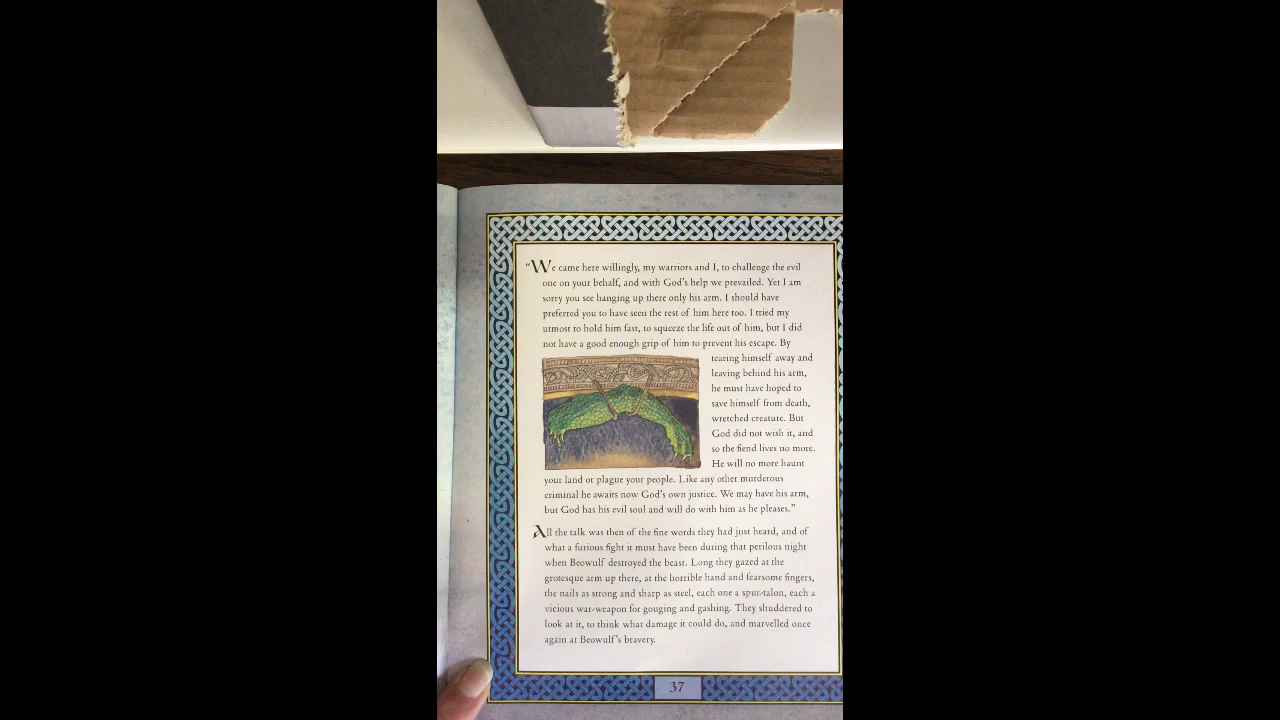 “We came here willingly, my warriors and I, to challenge the evil
one on your behalf, and with God's help we prevailed. Yet I am
sorry you see hanging up there only his arm. I should have
preferred you to have seen the rest of him here too. I tried my
utmost to hold him fast, to squeeze the life out of him, but I did
not have a good enough grip of him to prevent his escape. By
tearing himself away and
leaving behind his arm,
he must have hoped to
save himself from death,
wretched creature. But
God did not wish it, and
so the fiend lives no more.
He will no more haunt
your land or plague your people. Like any other murderous
criminal he awaits now God's own justice. We may have his arm,
but God has his evil soul and will do with him as he pleases.”
All the talk was then of the fine words they had just heard, and of
what a furious fight it must have been during that perilous night
when Beowulf destroyed the beast. Long they gazed at the
grotesque arm up there, at the horrible hand and fearsome fingers,
the nails as strong and sharp as steel, each one a spur-talon, each a
vicious war-weapon for gouging and gashing. They shuddered to
look at it, to think what damage it could do, and marvelled once
again at Beowulf's bravery.
37